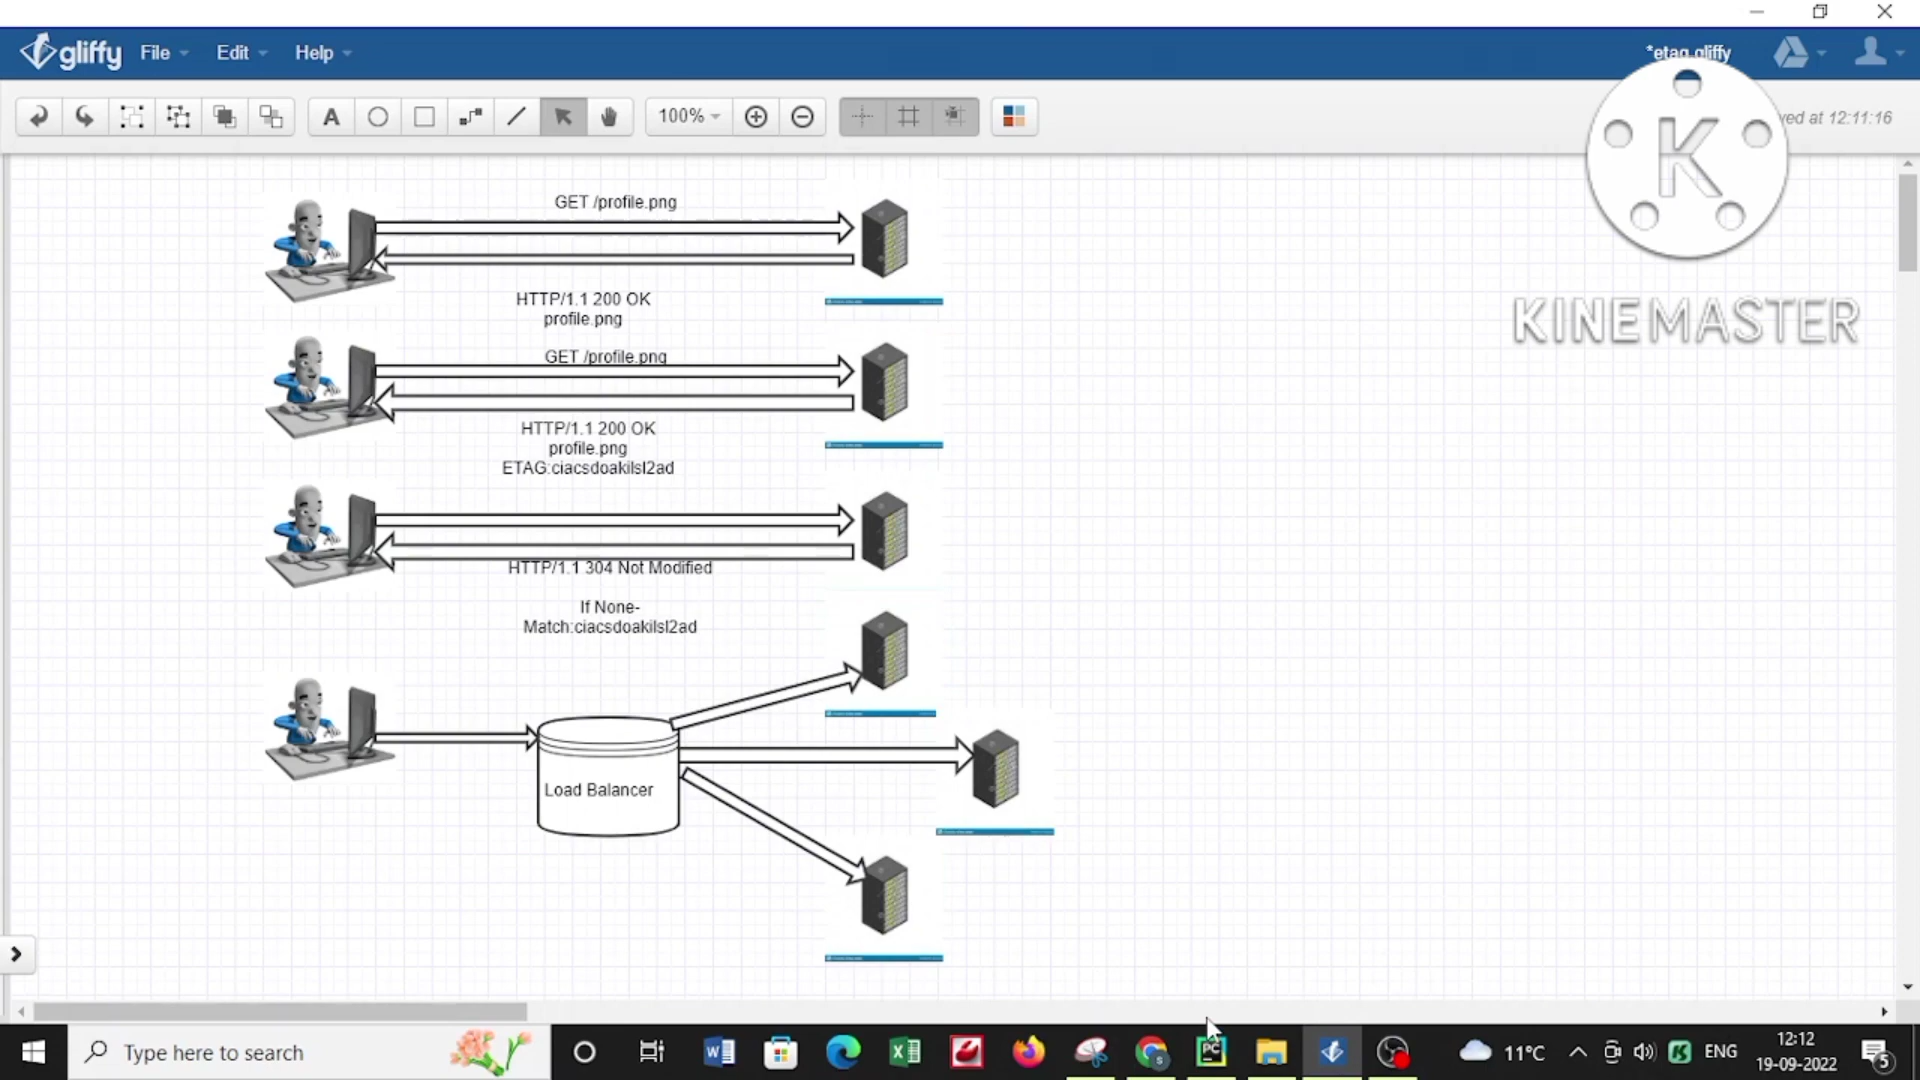 gliffy File Edit Help *etag.gliffy
A 100% ved at 12:11:16
K
KINEMASTER
GET /profile.png
HTTP/1.1 200 OK
profile.png
GET /profile.png
HTTP/1.1 200 OK
profile.png
ETAG:ciacsdoakilsl2ad
HTTP/1.1 304 Not Modified
If None-
Match:ciacsdoakilsl2ad
Load Balancer
Type here to search
PC
11°C
ENG
12:12
19-09-2022
5